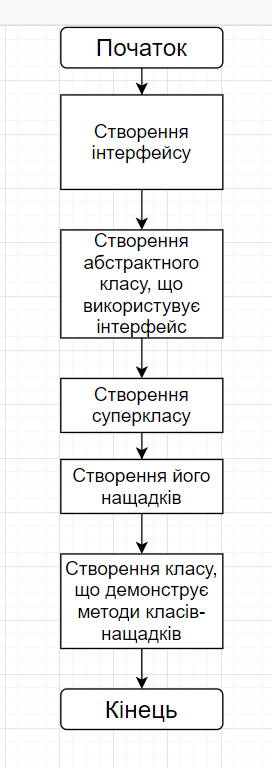 Початок
Створення
інтерфейсу
Створення
абстрактного
класу, що
використувує
інтерфейс
Створення
суперкласу
Створення його
нащадків
Створення класу,
що демонструє
методи класів-
нащадків
Кінець